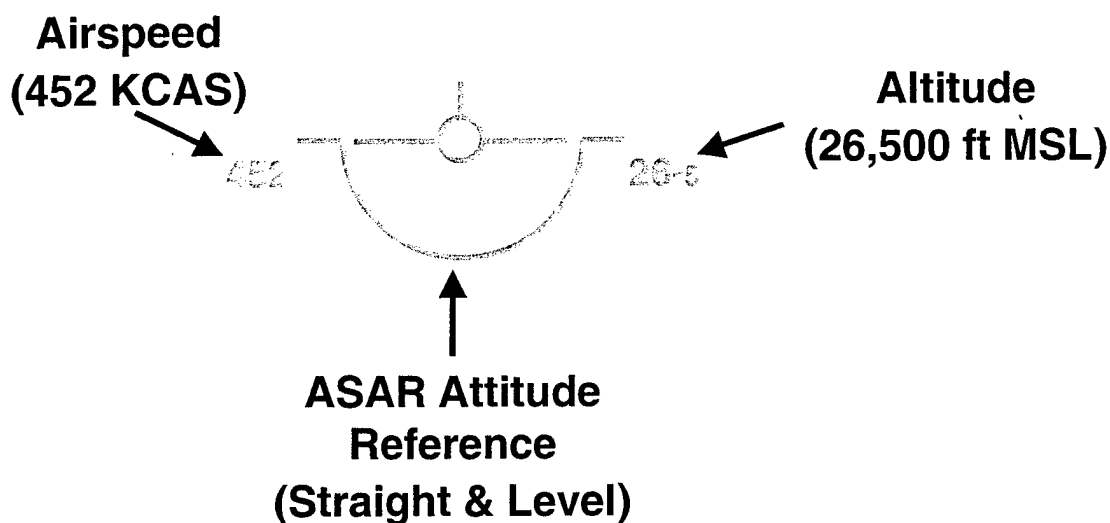 Airspeed
(452 KCAS)
Altitude
(26,500 ft MSL)
452
26-5
ASAR Attitude
Reference
(Straight & Level)